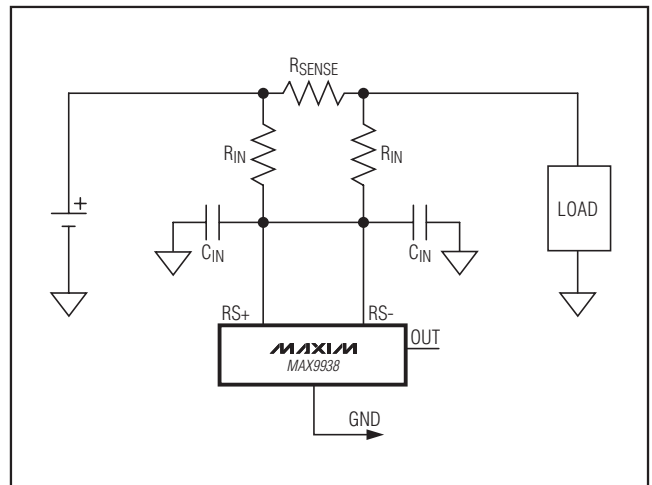 RSENSE
RIN
RIN
+
LOAD
CIN
CIN
RS+
RS-
MAXIM
OUT
MAX9938
GND